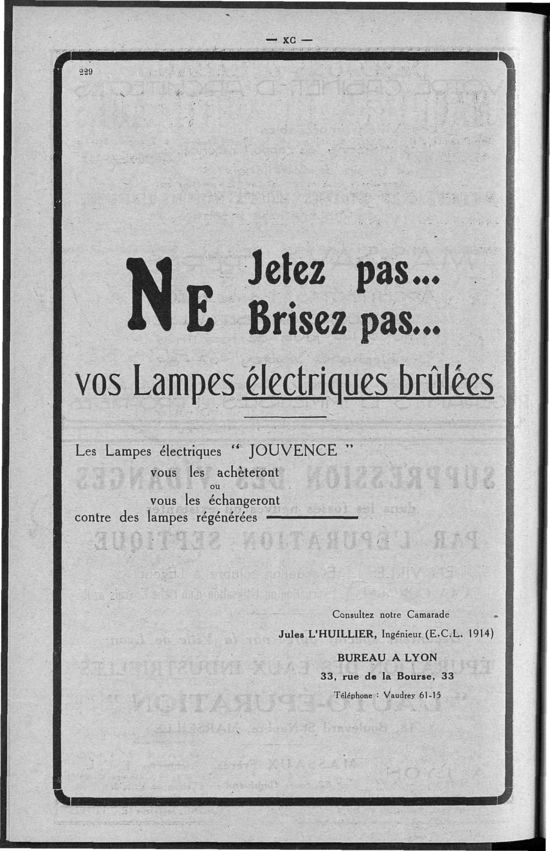 — XC —
229
NE Jetez pas...
Brisez pas...
vos Lampes électriques brûlées
Les Lampes électriques “ JOUVENCE ”
vous les achèteront
ou
vous les échangeront
contre des lampes régénérées
Consultez notre Camarade
Jules L'HUILLIER, Ingénieur (E.C.L. 1914)
BUREAU A LYON
33, rue de la Bourse, 33
Téléphone : Vaudrey 61-15